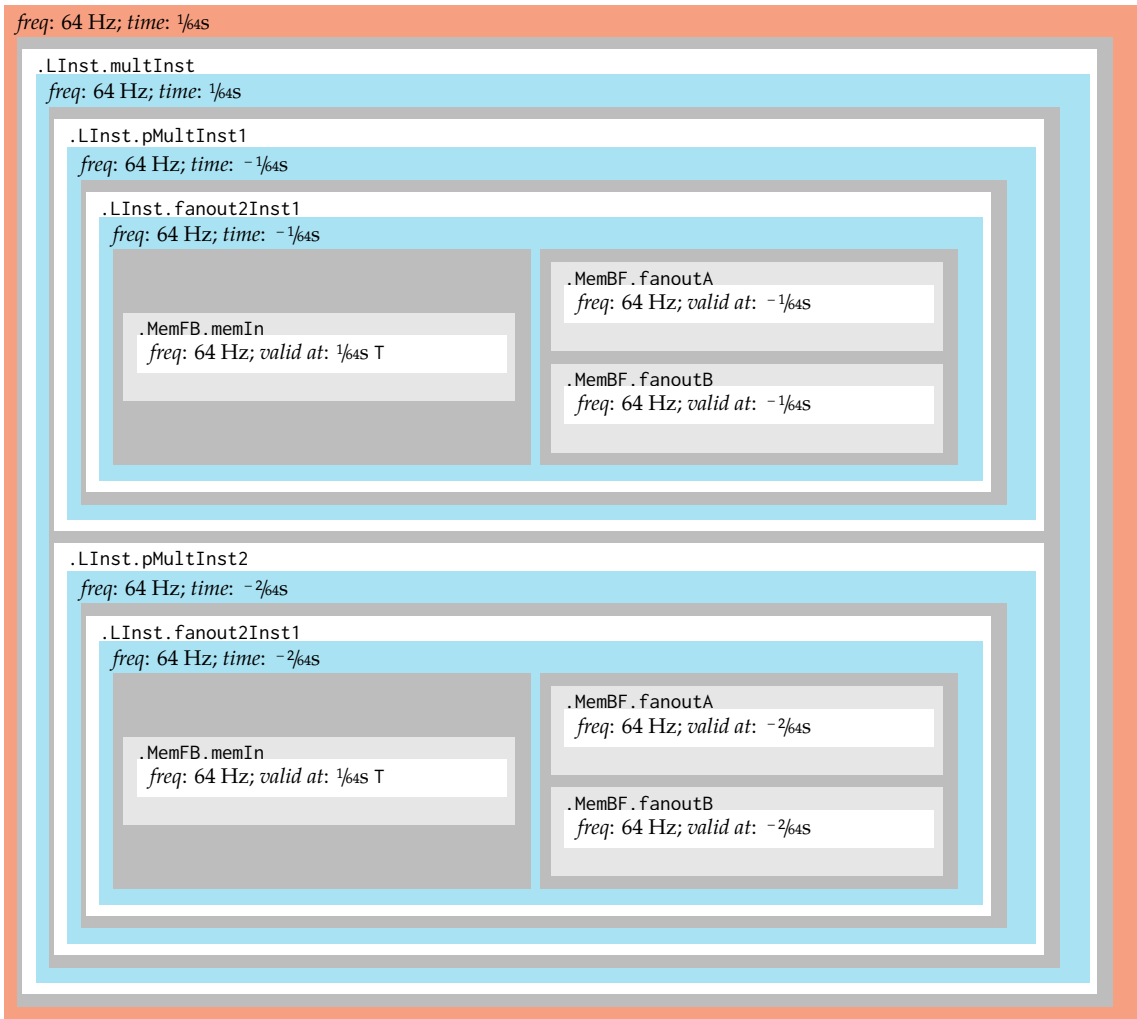 freq: 64 Hz; time: 1/64s
.LInst.multInst
freq: 64 Hz; time: 1/64s
.LInst.pMultInst1
freq: 64 Hz; time: −1/64s
.LInst.fanout2Inst1
freq: 64 Hz; time: −1/64s
.MemFB.memIn
freq: 64 Hz; valid at: 1/64s T
.MemBF.fanoutA
freq: 64 Hz; valid at: −1/64s
.MemBF.fanoutB
freq: 64 Hz; valid at: −1/64s
.LInst.pMultInst2
freq: 64 Hz; time: −2/64s
.LInst.fanout2Inst1
freq: 64 Hz; time: −2/64s
.MemFB.memIn
freq: 64 Hz; valid at: 1/64s T
.MemBF.fanoutA
freq: 64 Hz; valid at: −2/64s
.MemBF.fanoutB
freq: 64 Hz; valid at: −2/64s